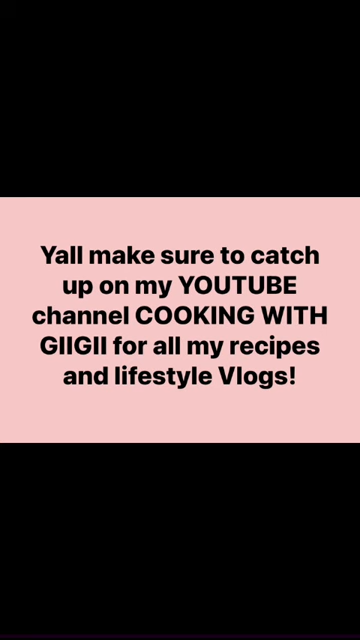 Yall make sure to catch
up on my YOUTUBE
channel COOKING WITH
GIIGII for all my recipes
and lifestyle Vlogs!